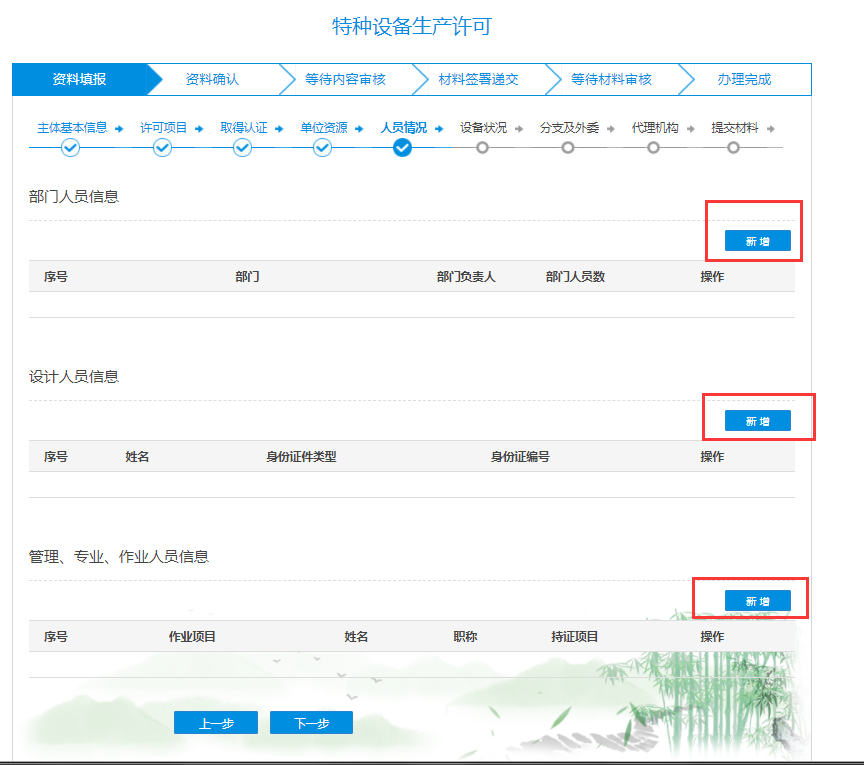 特种设备生产许可
资料填报 资料确认 等待内容审核 材料签署递交 等待材料审核 办理完成
主体基本信息 许可项目 取得认证 单位资源 人员情况 设备状况 分支及外委 代理机构 提交材料
部门人员信息
新增
序号 部门 部门负责人 部门人员数 操作
设计人员信息
新增
序号 姓名 身份证件类型 身份证编号 操作
管理、专业、作业人员信息
新增
序号 作业项目 姓名 职称 持证项目 操作
上一步 下一步